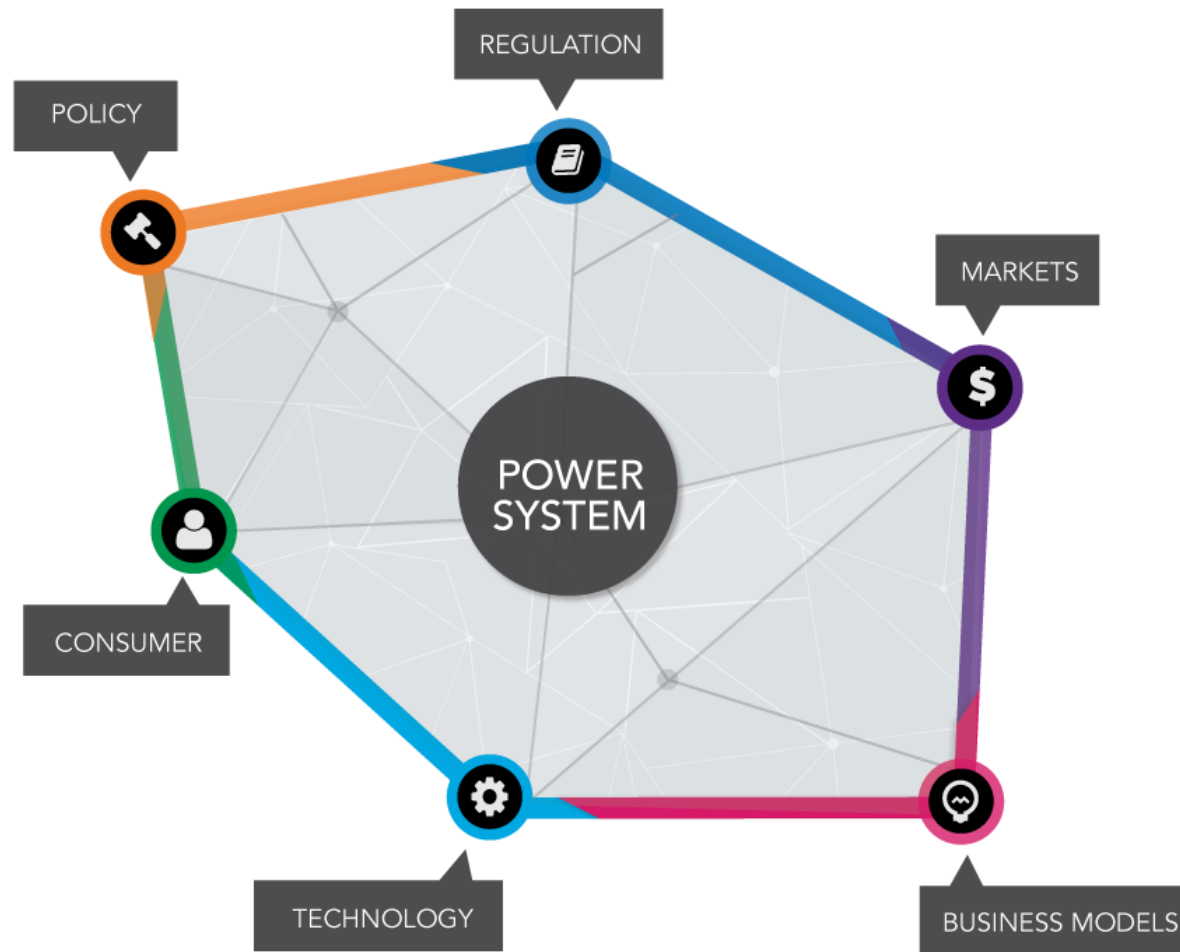 REGULATION
POLICY
MARKETS
$
POWER
SYSTEM
CONSUMER
TECHNOLOGY
BUSINESS MODELS